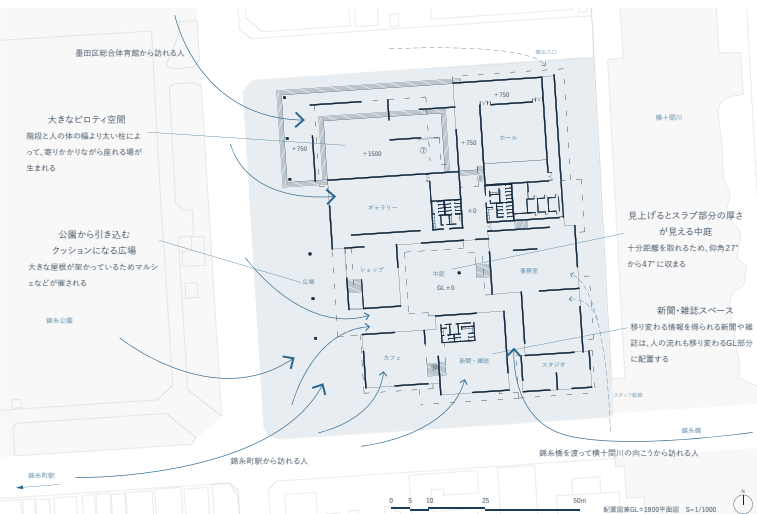 墨田区総合体育館から訪れる人
搬出入口
大きなピロティ空間
階段と人の体の幅より太い柱によ
って、寄りかかりながら座れる場が
生まれる
横十間川
+750
ホール
+750
+750
+1500
⑦
⑧
±0
ギャラリー
公園から引き込む
クッションになる広場
大きな屋根が架かっているためマルシ
ェなどが催される
見上げるとスラブ部分の厚さ
が見える中庭
十分距離を取れるため、仰角27°
から47°に収まる
広場
ショップ
中庭
GL±0
事務室
錦糸公園
新聞・雑誌スペース
移り変わる情報を得られる新聞や雑
誌は、人の流れも移り変わるGL部分
に配置する
カフェ
新聞・雑誌
スタジオ
スタッフ動線
錦糸橋
錦糸町駅
錦糸町駅から訪れる人
錦糸橋を渡って横十間川の向こうから訪れる人
0 5 10 25 50m
配置図兼GL±1800平面図 S=1/1000
N